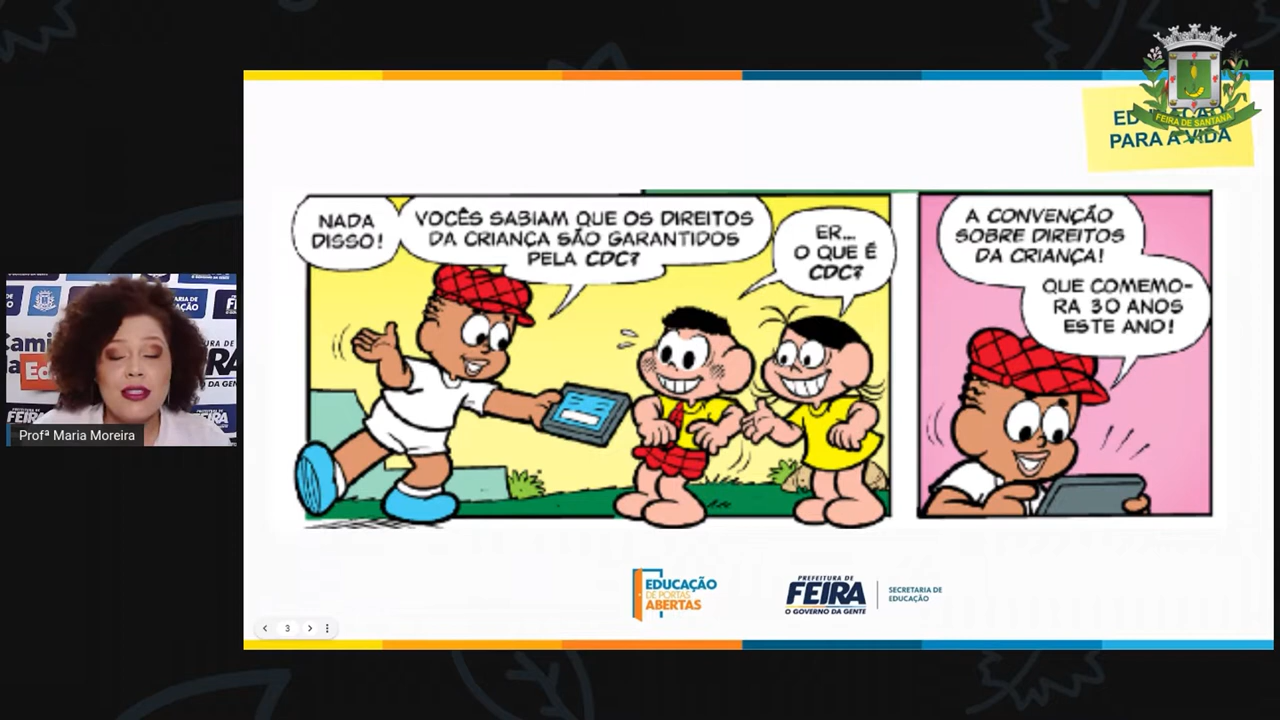 FEIRA DE SANTANA
PARA A VIDA
NADA
DISSO!
VOCÊS SABIAM QUE OS DIREITOS
DA CRIANÇA SÃO GARANTIDOS
PELA CDC?
ER...
O QUE É
CDC?
A CONVENÇÃO
SOBRE DIREITOS
DA CRIANÇA!
QUE COMEMO-
RA 30 ANOS
ESTE ANO!
Profª Maria Moreira
EDUCAÇÃO
DE PORTAS
ABERTAS
PREFEITURA DE
FEIRA
O GOVERNO DA GENTE
SECRETARIA DE
EDUCAÇÃO
3